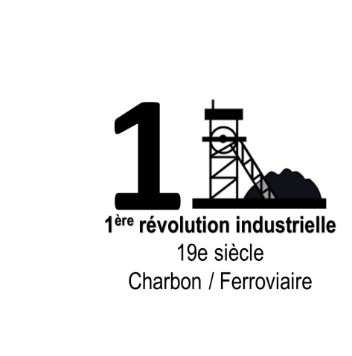 1
1ère révolution industrielle
19e siècle
Charbon / Ferroviaire